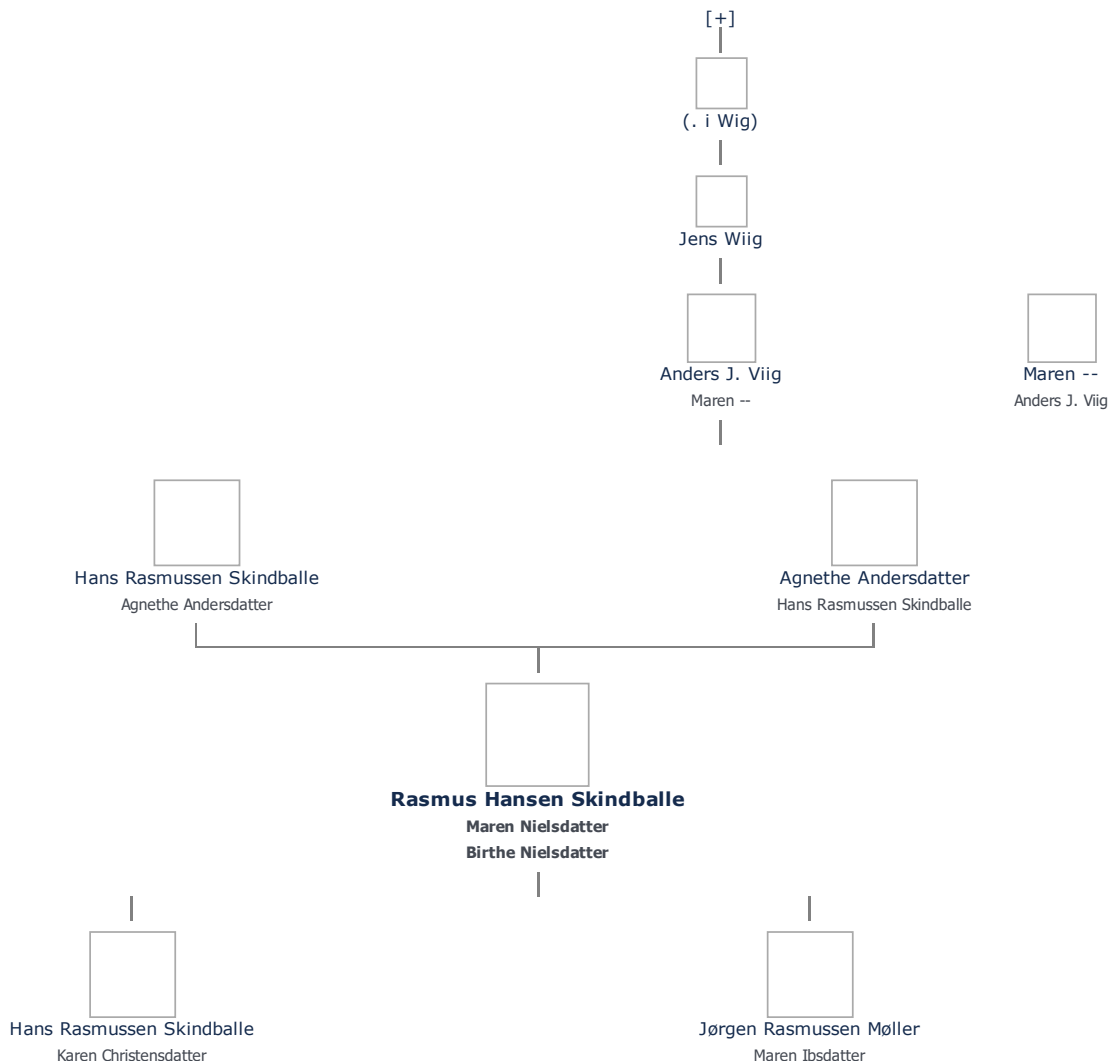 [+]
(. i Wig)
Jens Wiig
Anders J. Viig
Maren --
Maren --
Anders J. Viig
Hans Rasmussen Skindballe
Agnethe Andersdatter
Agnethe Andersdatter
Hans Rasmussen Skindballe
Rasmus Hansen Skindballe
Maren Nielsdatter
Birthe Nielsdatter
Hans Rasmussen Skindballe
Karen Christensdatter
Jørgen Rasmussen Møller
Maren Ibsdatter